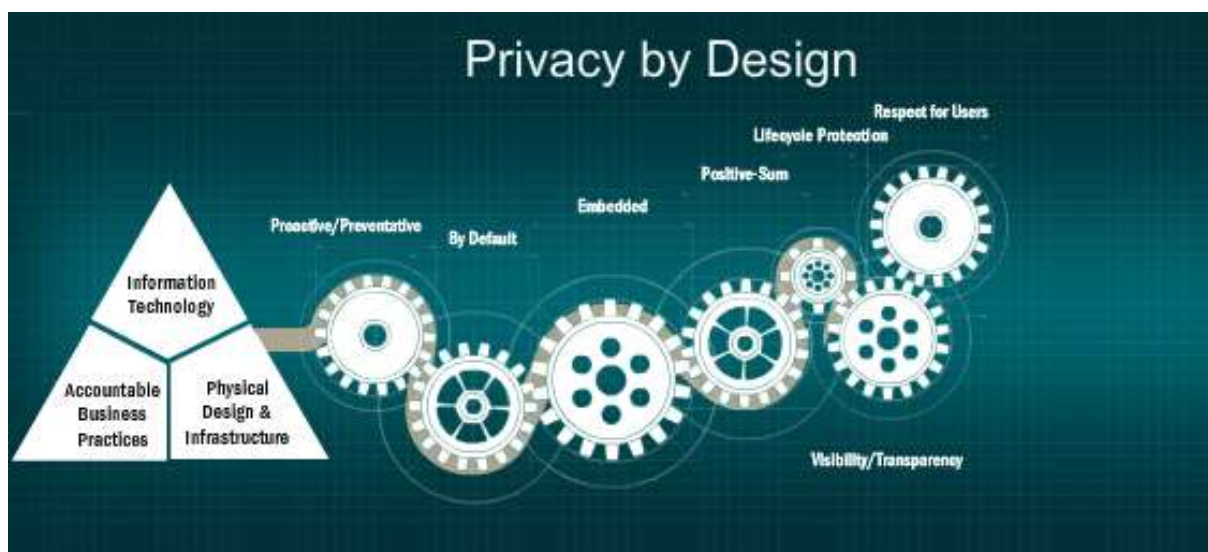 Privacy by Design
Respect for Users
Lifecycle Protection
Positive-Sum
Embedded
Proactive/Preventative
By Default
Information
Technology
Accountable
Business
Practices
Physical
Design &
Infrastructure
Visibility/Transparency